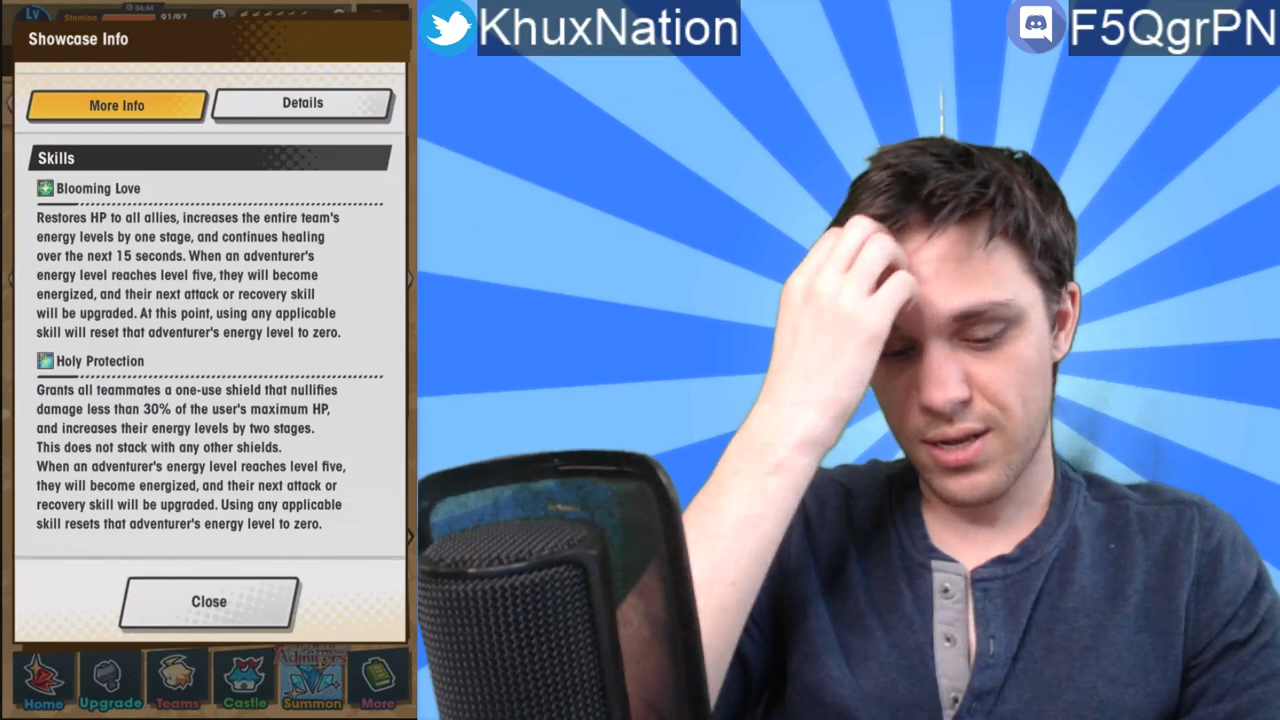 Lv
Stamina 91/97
04:44
Showcase Info
More Info
Details
Skills
Blooming Love
Restores HP to all allies, increases the entire team's
energy levels by one stage, and continues healing
over the next 15 seconds. When an adventurer's
energy level reaches level five, they will become
energized, and their next attack or recovery skill
will be upgraded. At this point, using any applicable
skill will reset that adventurer's energy level to zero.
Holy Protection
Grants all teammates a one-use shield that nullifies
damage less than 30% of the user's maximum HP,
and increases their energy levels by two stages.
This does not stack with any other shields.
When an adventurer's energy level reaches level five,
they will become energized, and their next attack or
recovery skill will be upgraded. Using any applicable
skill resets that adventurer's energy level to zero.
Close
Home
Upgrade
Teams
Castle
Summon
More
KhuxNation
F5QgrPN